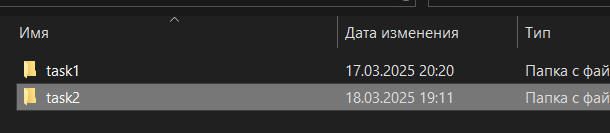 Имя Дата изменения Тип
task1 17.03.2025 20:20 Папка с фай
task2 18.03.2025 19:11 Папка с фай